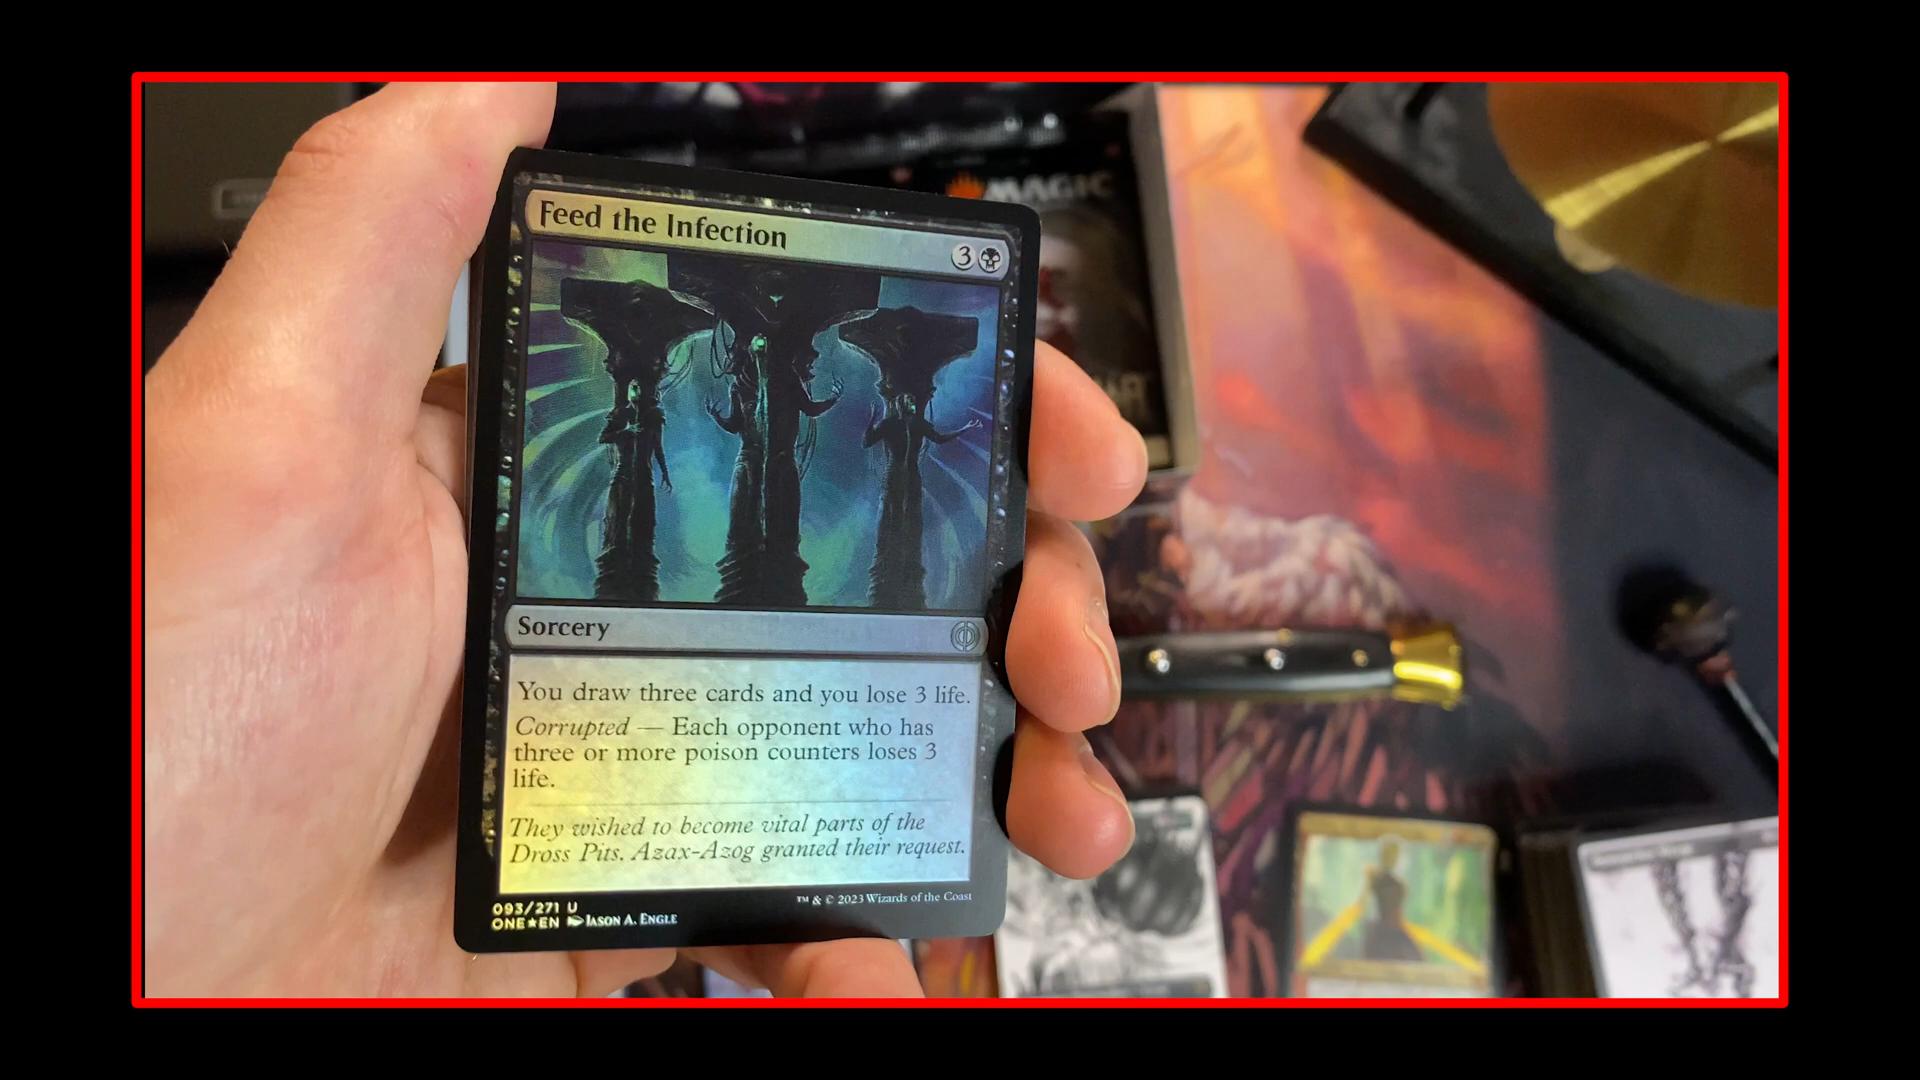 MAGIC
Feed the Infection
3
Sorcery
You draw three cards and you lose 3 life.
Corrupted — Each opponent who has
three or more poison counters loses 3
life.
They wished to become vital parts of the
Dross Pits. Azax-Azog granted their request.
093/271 U
ONE★EN Jason A. Engle
™ & © 2023 Wizards of the Coast